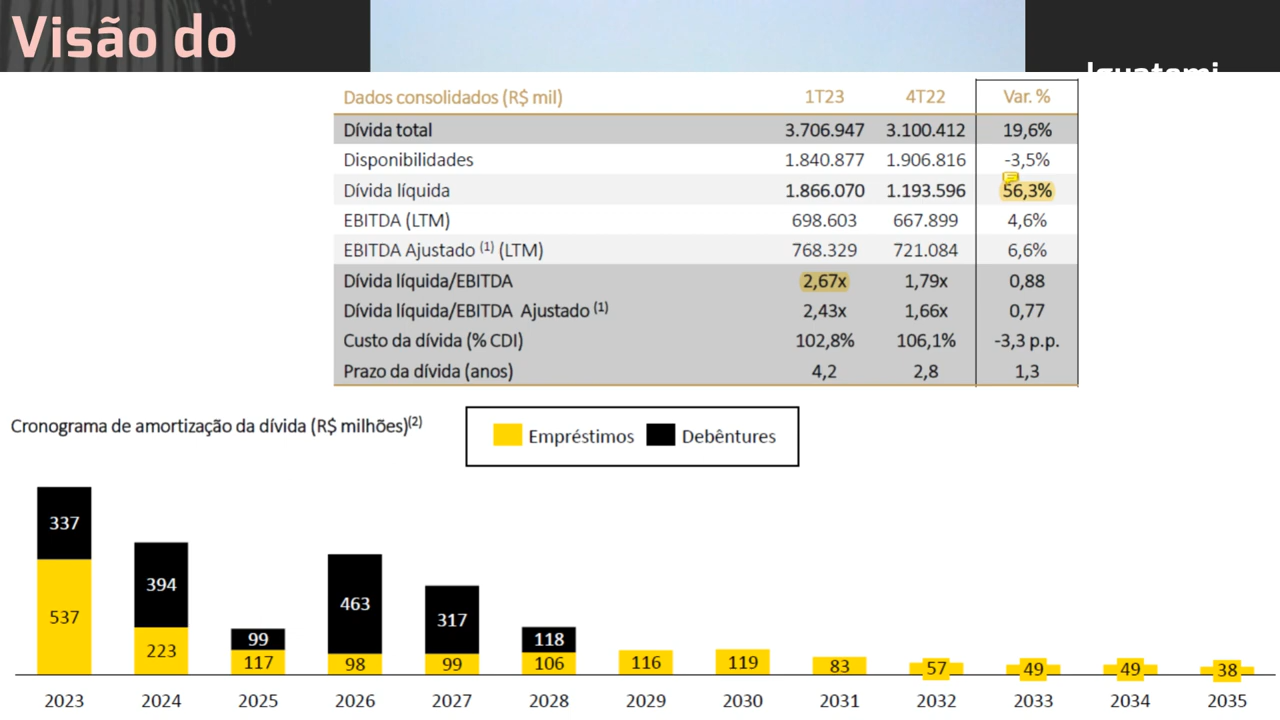 Visão do
Iguatemi
Dados consolidados (R$ mil) 1T23 4T22 Var. %
Dívida total 3.706.947 3.100.412 19,6%
Disponibilidades 1.840.877 1.906.816 -3,5%
Dívida líquida 1.866.070 1.193.596 56,3%
EBITDA (LTM) 698.603 667.899 4,6%
EBITDA Ajustado (1) (LTM) 768.329 721.084 6,6%
Dívida líquida/EBITDA 2,67x 1,79x 0,88
Dívida líquida/EBITDA Ajustado (1) 2,43x 1,66x 0,77
Custo da dívida (% CDI) 102,8% 106,1% -3,3 p.p.
Prazo da dívida (anos) 4,2 2,8 1,3
Cronograma de amortização da dívida (R$ milhões)(2)
Empréstimos Debêntures
337 394 99 463 317 118
537 223 117 98 99 106 116 119 83 57 49 49 38
2023 2024 2025 2026 2027 2028 2029 2030 2031 2032 2033 2034 2035